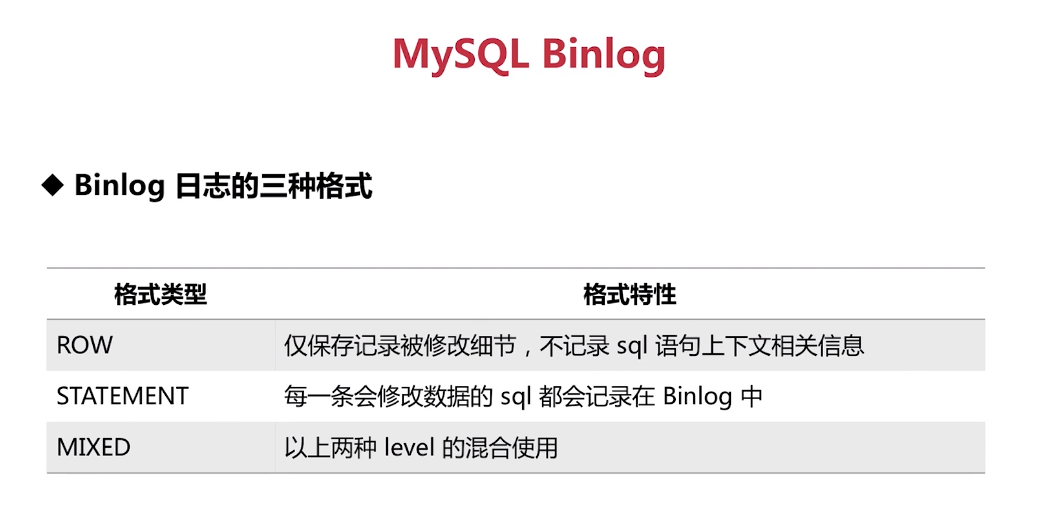 MySQL Binlog
◆ Binlog 日志的三种格式
格式类型 格式特性
ROW 仅保存记录被修改细节，不记录 sql 语句上下文相关信息
STATEMENT 每一条会修改数据的 sql 都会记录在 Binlog 中
MIXED 以上两种 level 的混合使用